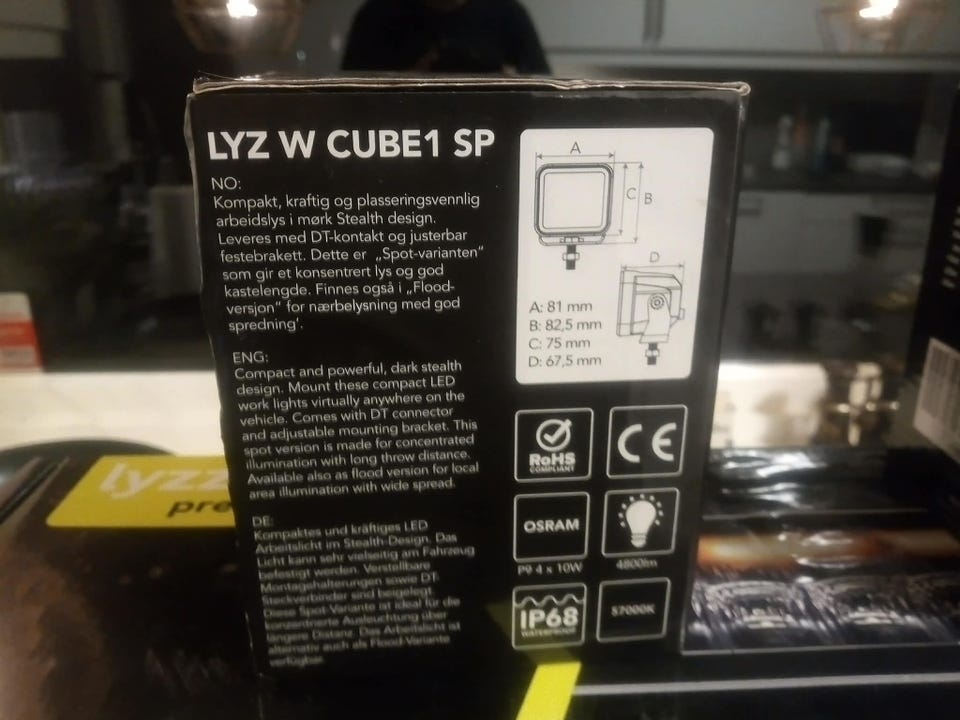 LYZ W CUBE1 SP
NO:
Kompakt, kraftig og plasseringsvennlig
arbeidslys i mørk Stealth design.
Leveres med DT-kontakt og justerbar
festebrakett. Dette er „Spot-varianten“
som gir et konsentrert lys og god
kastelengde. Finnes også i „Flood-
versjon“ for nærbelysning med god
spredning'.
ENG:
Compact and powerful, dark stealth
design. Mount these compact LED
work lights virtually anywhere on the
vehicle. Comes with DT connector
and adjustable mounting bracket. This
spot version is made for concentrated
illumination with long throw distance.
Available also as flood version for local
area illumination with wide spread.
DE:
Kompaktes und kräftiges LED
Arbeitslicht im Stealth-Design. Das
Licht kann sehr vielseitig am Fahrzeug
befestigt werden. Verstellbare
Montagehalterungen sowie DT-
Steckverbinder sind beigelegt.
Diese Spot-Variante ist ideal für die
konzentrierte Ausleuchtung über
längere Distanz. Das Arbeitslicht ist
alternativ auch als Flood-Variante
verfügbar.
A
C B
D
A: 81 mm
B: 82,5 mm
C: 75 mm
D: 67,5 mm
RoHS
COMPLIANT
CE
OSRAM
P9 4 x 10W
4800lm
IP68
WATERPROOF
57000K
lyzz
pre